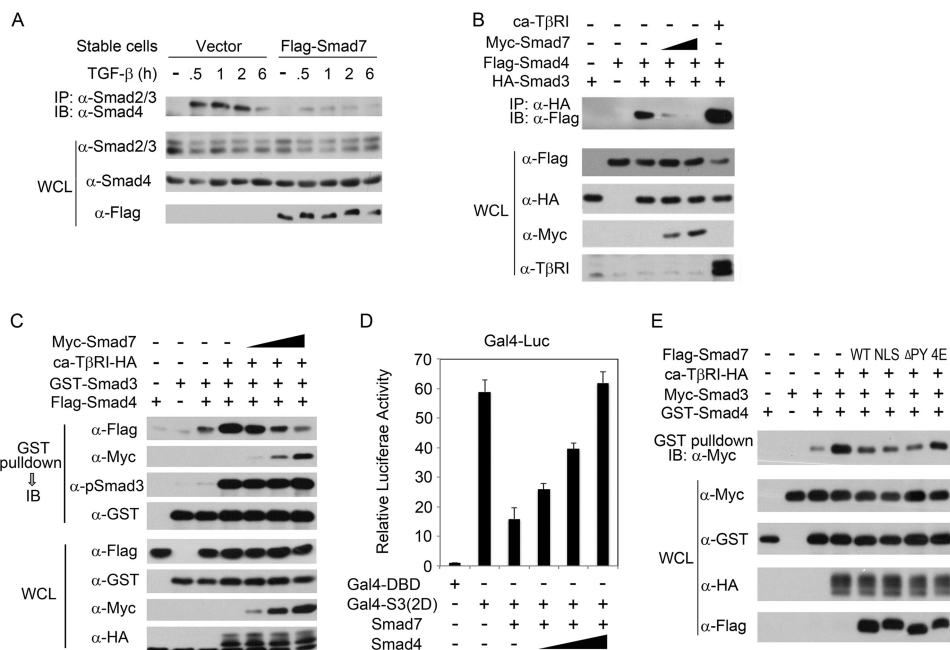 A
Stable cells Vector Flag-Smad7
TGF-β (h) - .5 1 2 6 - .5 1 2 6
IP: α-Smad2/3
IB: α-Smad4
α-Smad2/3
WCL α-Smad4
α-Flag
B
ca-TβRI - - - - - +
Myc-Smad7 - - - -
Flag-Smad4 - + + + + +
HA-Smad3 + - + + + +
IP: α-HA
IB: α-Flag
α-Flag
α-HA
WCL
α-Myc
α-TβRI
C
Myc-Smad7 - - - -
ca-TβRI-HA - - - + + + +
GST-Smad3 - + + + + + +
Flag-Smad4 + - + + + + +
GST pulldown ⇩ IB
α-Flag
α-Myc
α-pSmad3
α-GST
WCL
α-Flag
α-GST
α-Myc
α-HA
D
Gal4-Luc
Relative Luciferae Activity
70
60
50
40
30
20
10
0
Gal4-DBD + - - - - -
Gal4-S3(2D) - + + + + +
Smad7 - - + + + +
Smad4 - - -
E
Flag-Smad7 - - - - WT NLS ΔPY 4E
ca-TβRI-HA - - - + + + + +
Myc-Smad3 - + + + + + + +
GST-Smad4 + - + + + + + +
GST pulldown
IB: α-Myc
α-Myc
α-GST
WCL
α-HA
α-Flag